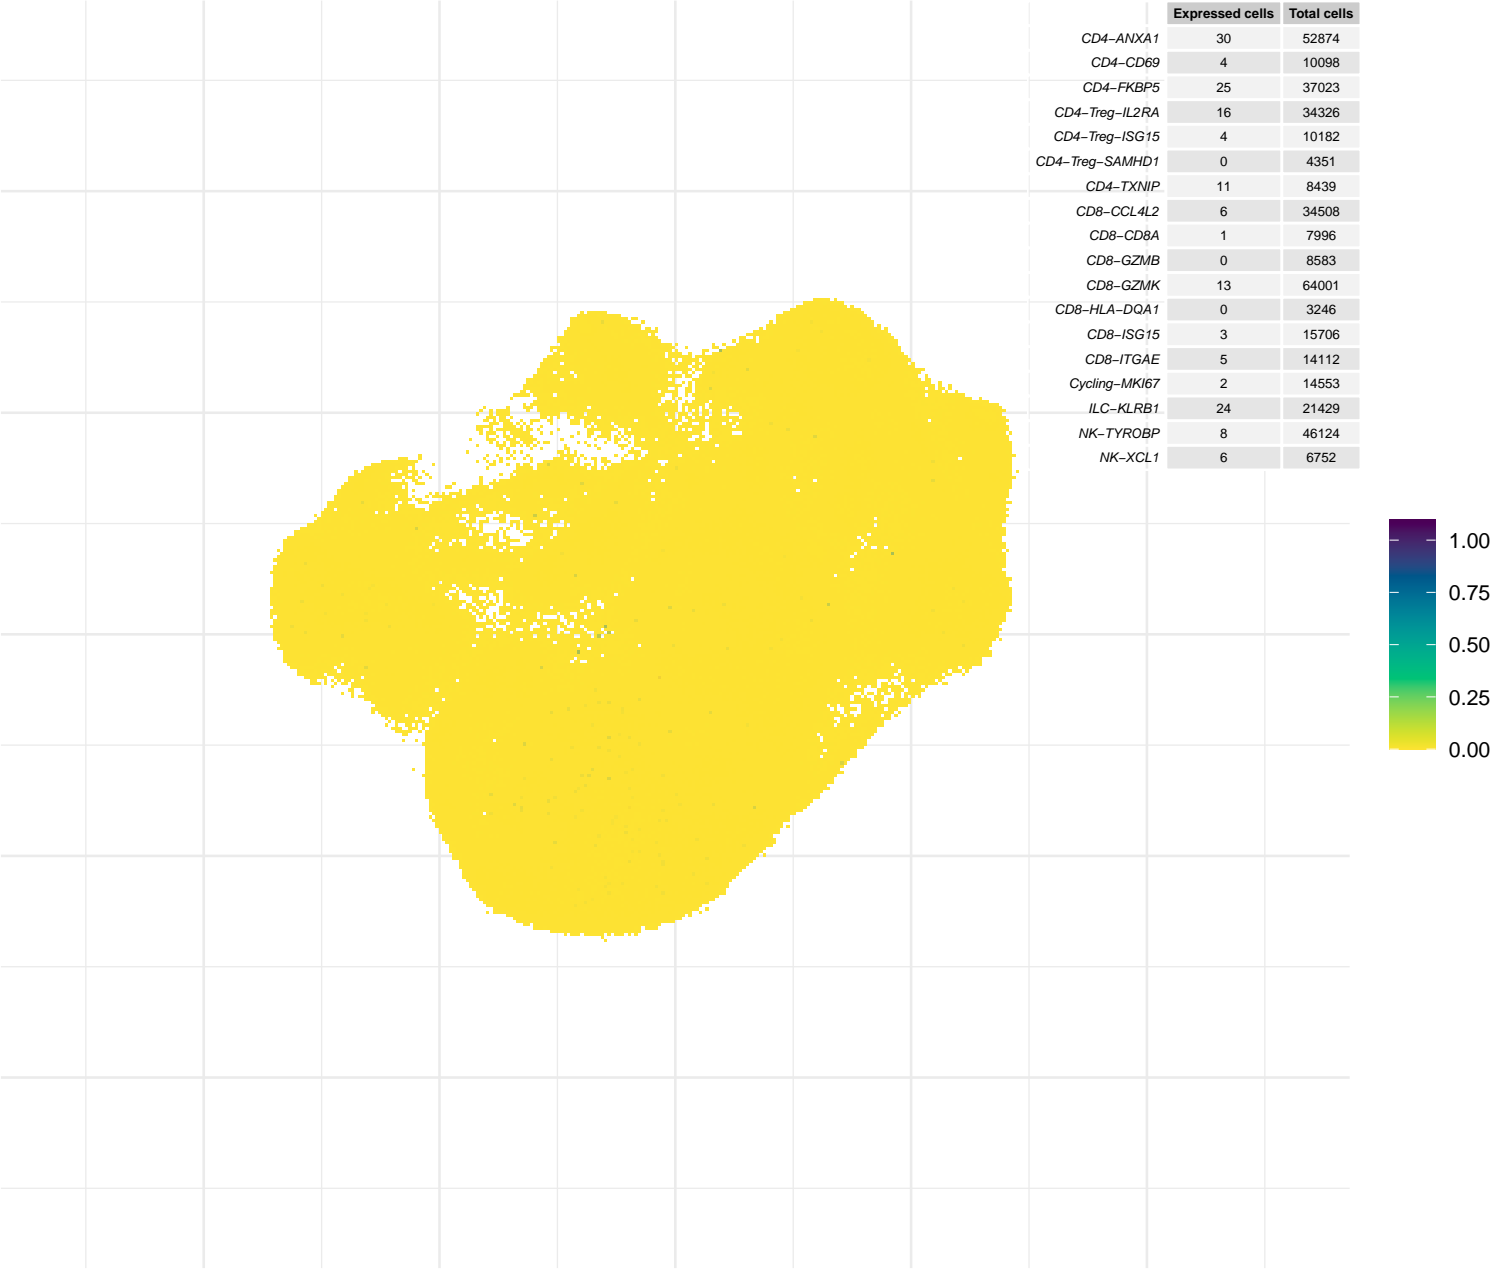 Expressed cells Total cells
CD4−ANXA1 30 52874
CD4−CD69 4 10098
CD4−FKBP5 25 37023
CD4−Treg−IL2RA 16 34326
CD4−Treg−ISG15 4 10182
CD4−Treg−SAMHD1 0 4351
CD4−TXNIP 11 8439
CD8−CCL4L2 6 34508
CD8−CD8A 1 7996
CD8−GZMB 0 8583
CD8−GZMK 13 64001
CD8−HLA−DQA1 0 3246
CD8−ISG15 3 15706
CD8−ITGAE 5 14112
Cycling−MKI67 2 14553
ILC−KLRB1 24 21429
NK−TYROBP 8 46124
NK−XCL1 6 6752
1.00
0.75
0.50
0.25
0.00